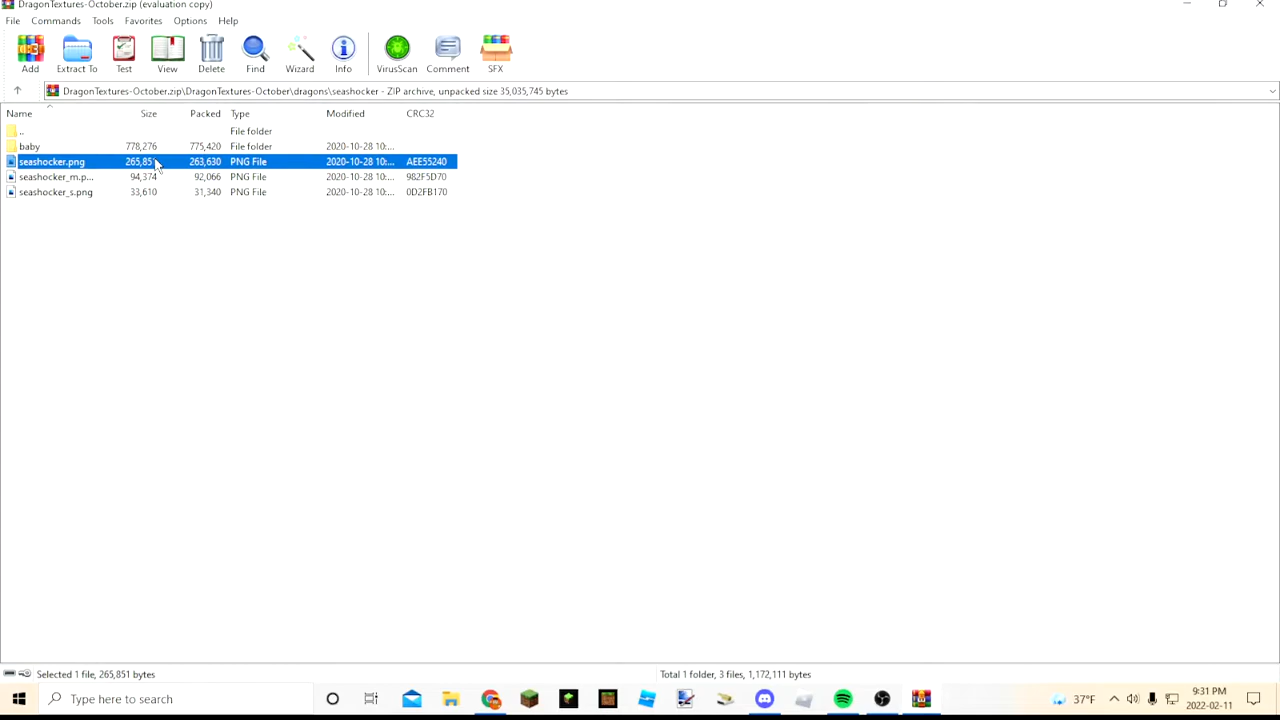 DragonTextures-October.zip (evaluation copy)
File Commands Tools Favorites Options Help
Add Extract To Test View Delete Find Wizard Info VirusScan Comment SFX
DragonTextures-October.zip\DragonTextures-October\dragons\seashocker - ZIP archive, unpacked size 35,035,745 bytes
Name Size Packed Type Modified CRC32
.. File folder
baby 778,276 775,420 File folder 2020-10-28 10:...
seashocker.png 265,851 263,630 PNG File 2020-10-28 10:... AEE55240
seashocker_m.p... 94,374 92,066 PNG File 2020-10-28 10:... 982F5D70
seashocker_s.png 33,610 31,340 PNG File 2020-10-28 10:... 0D2FB170
Selected 1 file, 265,851 bytes Total 1 folder, 3 files, 1,172,111 bytes
Type here to search 37°F 9:31 PM
2022-02-11